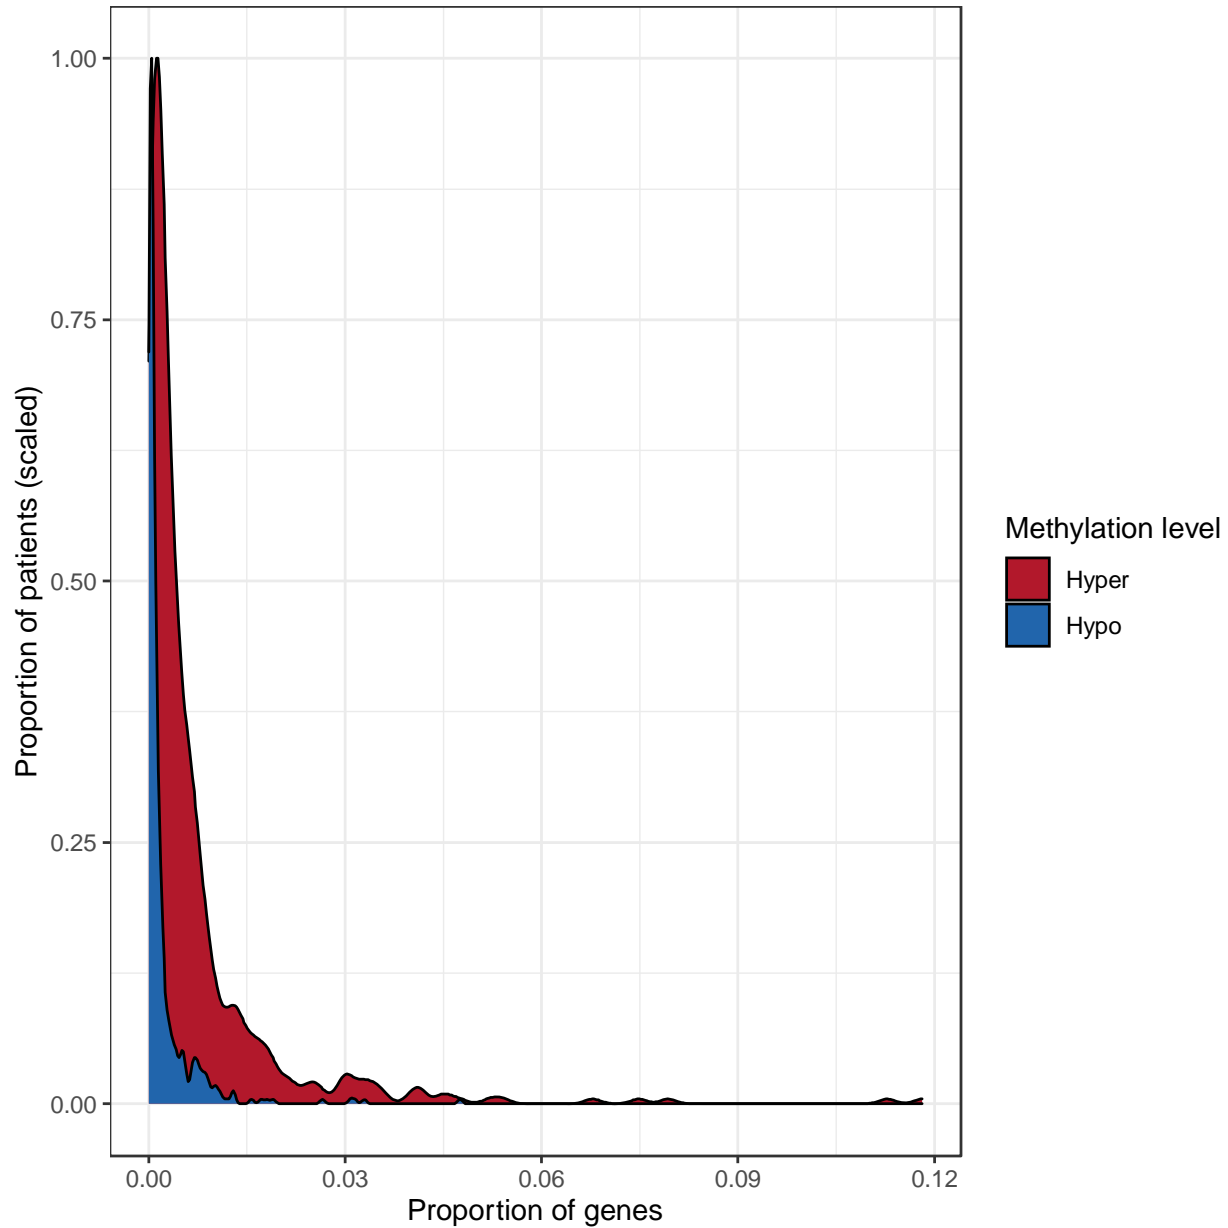 1.00
0.75
0.50
0.25
0.00
Proportion of patients (scaled)
0.00 0.03 0.06 0.09 0.12
Proportion of genes
Methylation level
Hyper
Hypo